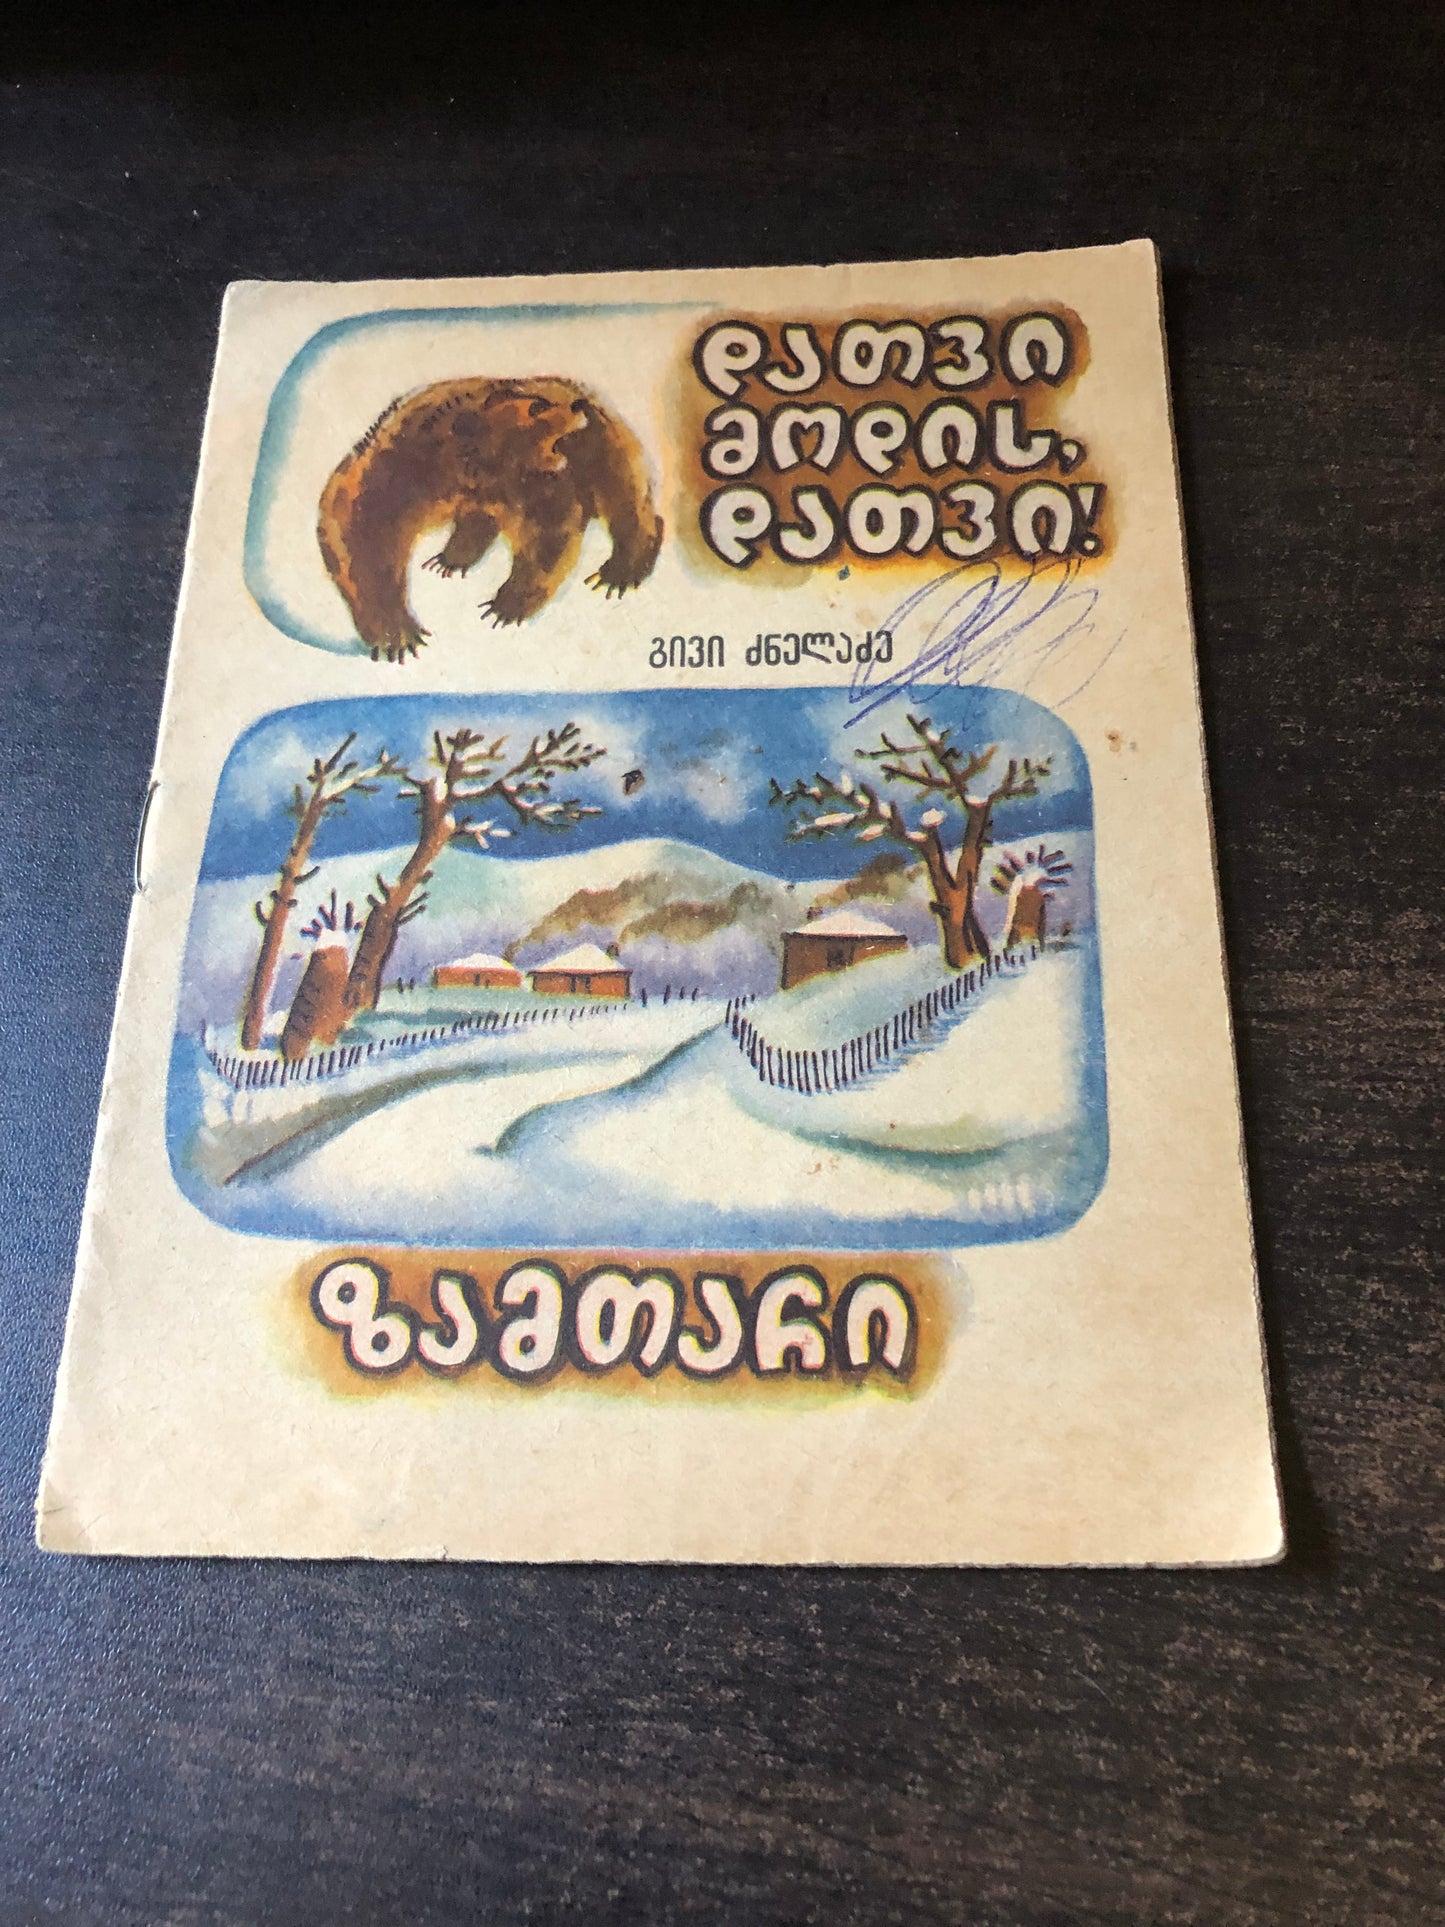 დათვი
მოდის,
დათვი!
გივი ძნელაძე
ზამთარი